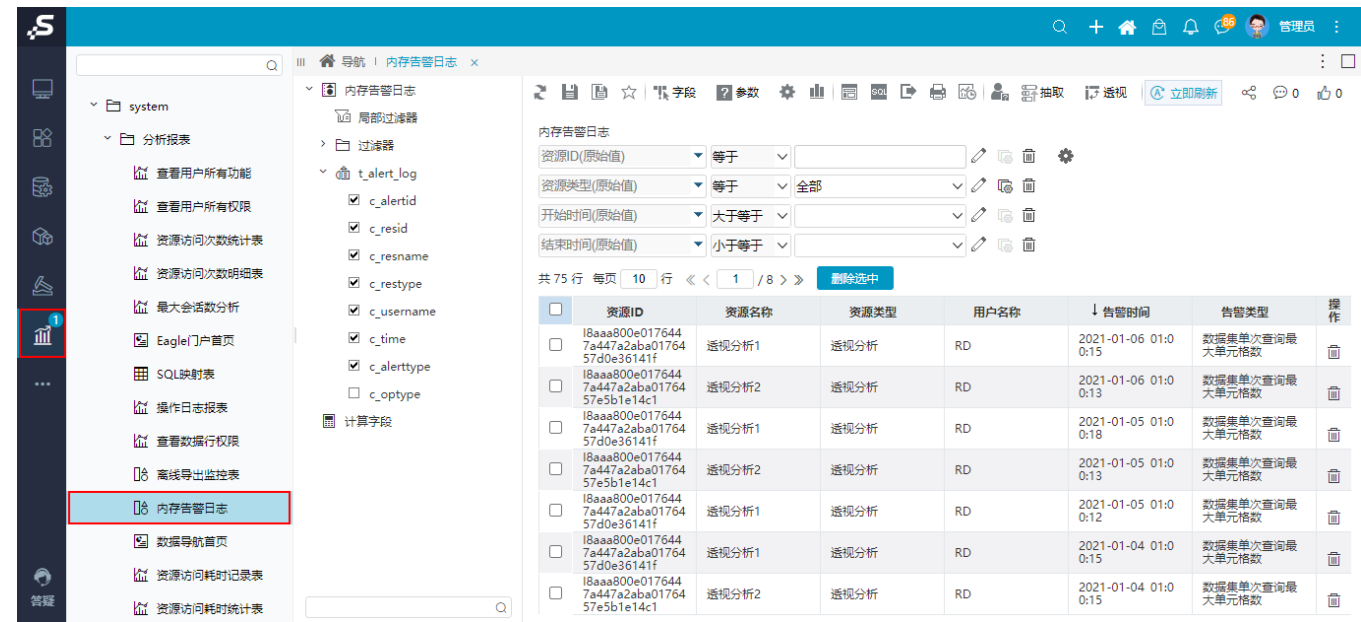 S
86
管理员
导航
内存告警日志
system
分析报表
查看用户所有功能
查看用户所有权限
资源访问次数统计表
资源访问次数明细表
最大会话数分析
Eagle门户首页
SQL映射表
操作日志报表
查看数据行权限
离线导出监控表
内存告警日志
数据导航首页
资源访问耗时记录表
资源访问耗时统计表
1
答疑
内存告警日志
局部过滤器
过滤器
t_alert_log
c_alertid
c_resid
c_resname
c_restype
c_username
c_time
c_alerttype
c_optype
计算字段
字段 参数 SQL 抽取 透视 立即刷新 0 0
内存告警日志
资源ID(原始值) 等于
资源类型(原始值) 等于 全部
开始时间(原始值) 大于等于
结束时间(原始值) 小于等于
共 75 行 每页 10 行 《 < 1 / 8 > 》 删除选中
资源ID 资源名称 资源类型 用户名称 ↓告警时间 告警类型 操作
l8aaa800e017644
7a447a2aba01764
57d0e36141f
透视分析1 透视分析 RD
2021-01-06 01:0
0:15
数据集单次查询最
大单元格数
l8aaa800e017644
7a447a2aba01764
57e5b1e14c1
透视分析2 透视分析 RD
2021-01-06 01:0
0:13
数据集单次查询最
大单元格数
l8aaa800e017644
7a447a2aba01764
57d0e36141f
透视分析1 透视分析 RD
2021-01-05 01:0
0:18
数据集单次查询最
大单元格数
l8aaa800e017644
7a447a2aba01764
57e5b1e14c1
透视分析2 透视分析 RD
2021-01-05 01:0
0:13
数据集单次查询最
大单元格数
l8aaa800e017644
7a447a2aba01764
57d0e36141f
透视分析1 透视分析 RD
2021-01-05 01:0
0:12
数据集单次查询最
大单元格数
l8aaa800e017644
7a447a2aba01764
57d0e36141f
透视分析1 透视分析 RD
2021-01-04 01:0
0:15
数据集单次查询最
大单元格数
l8aaa800e017644
7a447a2aba01764
57e5b1e14c1
透视分析2 透视分析 RD
2021-01-04 01:0
0:15
数据集单次查询最
大单元格数